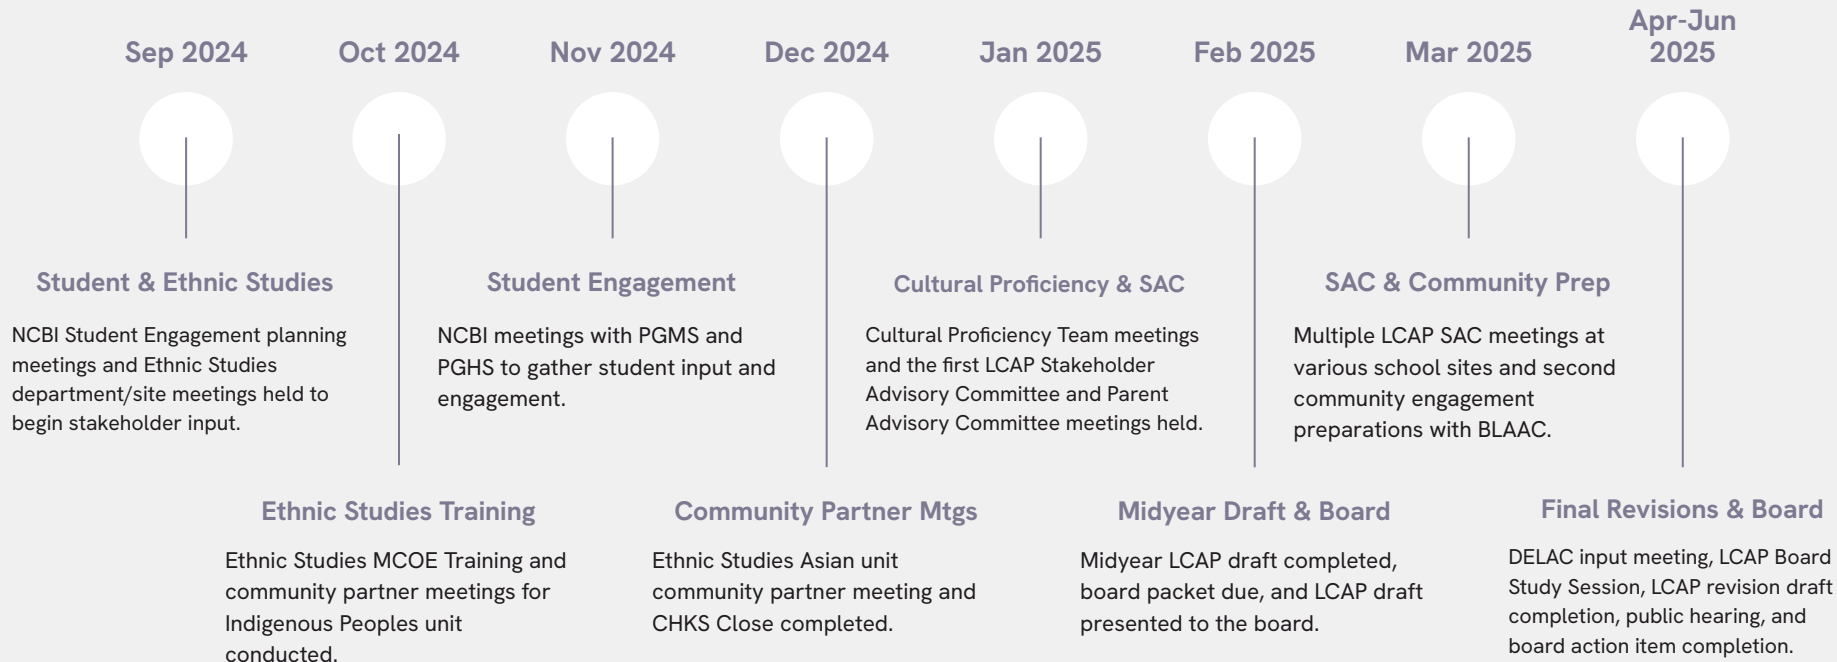 Sep 2024
Oct 2024
Nov 2024
Dec 2024
Jan 2025
Feb 2025
Mar 2025
Apr-Jun
2025
Student & Ethnic Studies
NCBI Student Engagement planning
meetings and Ethnic Studies
department/site meetings held to
begin stakeholder input.
Ethnic Studies Training
Ethnic Studies MCOE Training and
community partner meetings for
Indigenous Peoples unit
conducted.
Student Engagement
NCBI meetings with PGMS and
PGHS to gather student input and
engagement.
Community Partner Mtgs
Ethnic Studies Asian unit
community partner meeting and
CHKS Close completed.
Cultural Proficiency & SAC
Cultural Proficiency Team meetings
and the first LCAP Stakeholder
Advisory Committee and Parent
Advisory Committee meetings held.
Midyear Draft & Board
Midyear LCAP draft completed,
board packet due, and LCAP draft
presented to the board.
SAC & Community Prep
Multiple LCAP SAC meetings at
various school sites and second
community engagement
preparations with BLAAC.
Final Revisions & Board
DELAC input meeting, LCAP Board
Study Session, LCAP revision draft
completion, public hearing, and
board action item completion.